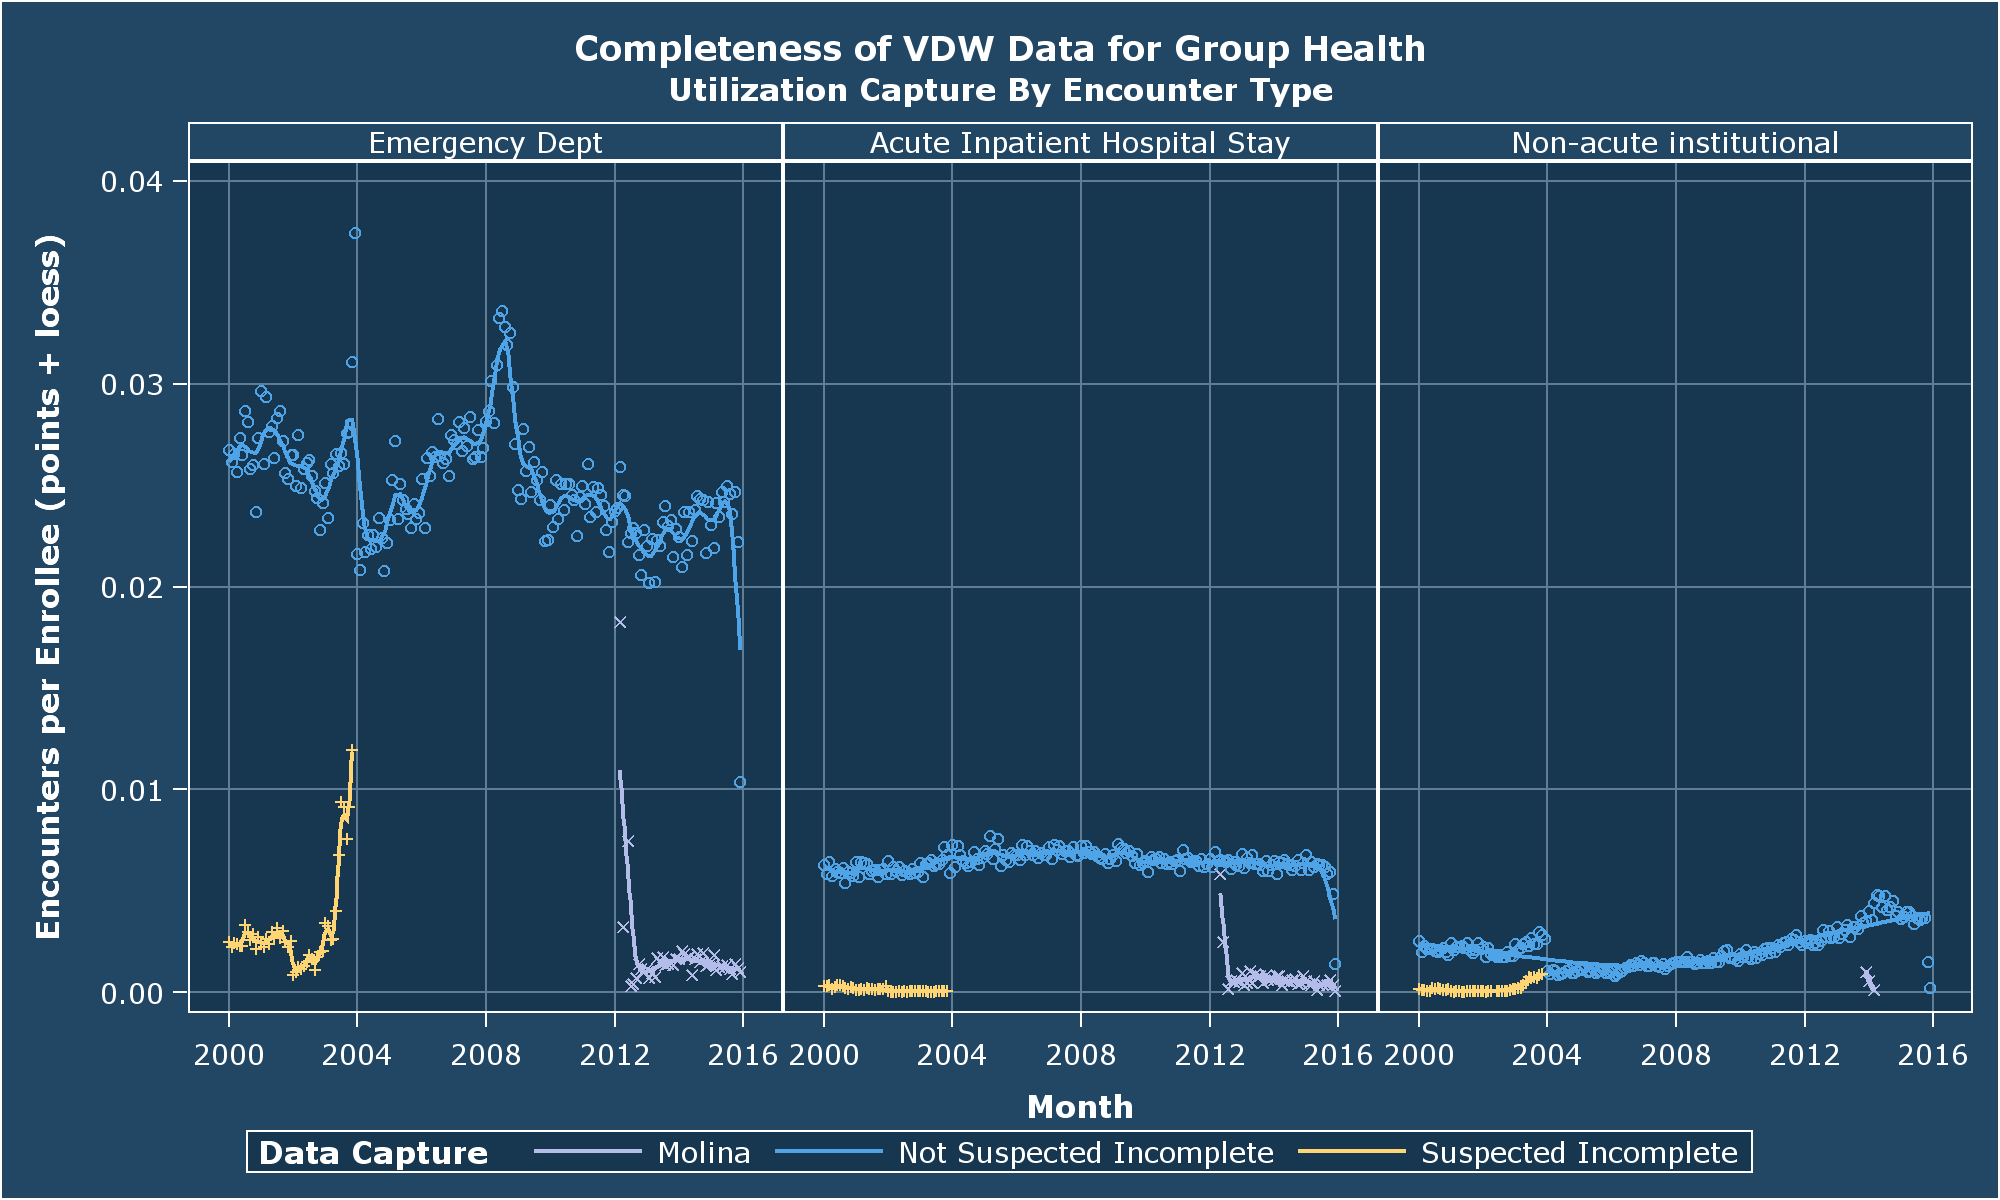 Completeness of VDW Data for Group Health
Utilization Capture By Encounter Type
Emergency Dept
Acute Inpatient Hospital Stay
Non-acute institutional
Encounters per Enrollee (points + loess)
0.04
0.03
0.02
0.01
0.00
2000 2004 2008 2012 2016 2000 2004 2008 2012 2016 2000 2004 2008 2012 2016
Month
Data Capture Molina Not Suspected Incomplete Suspected Incomplete